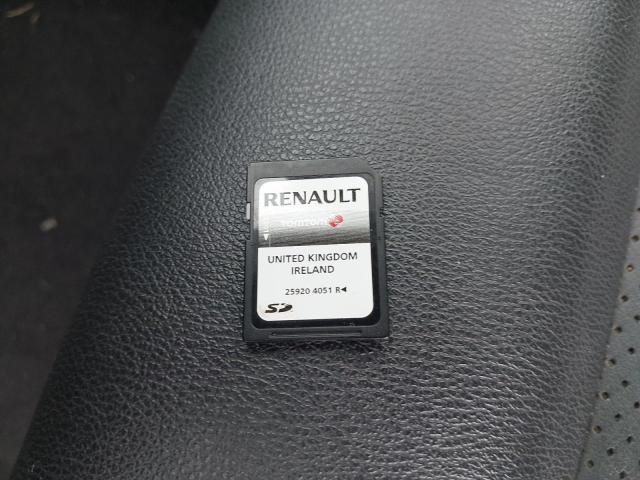 RENAULT
TOMTOM
UNITED KINGDOM
IRELAND
25920 4051 R◄
SD